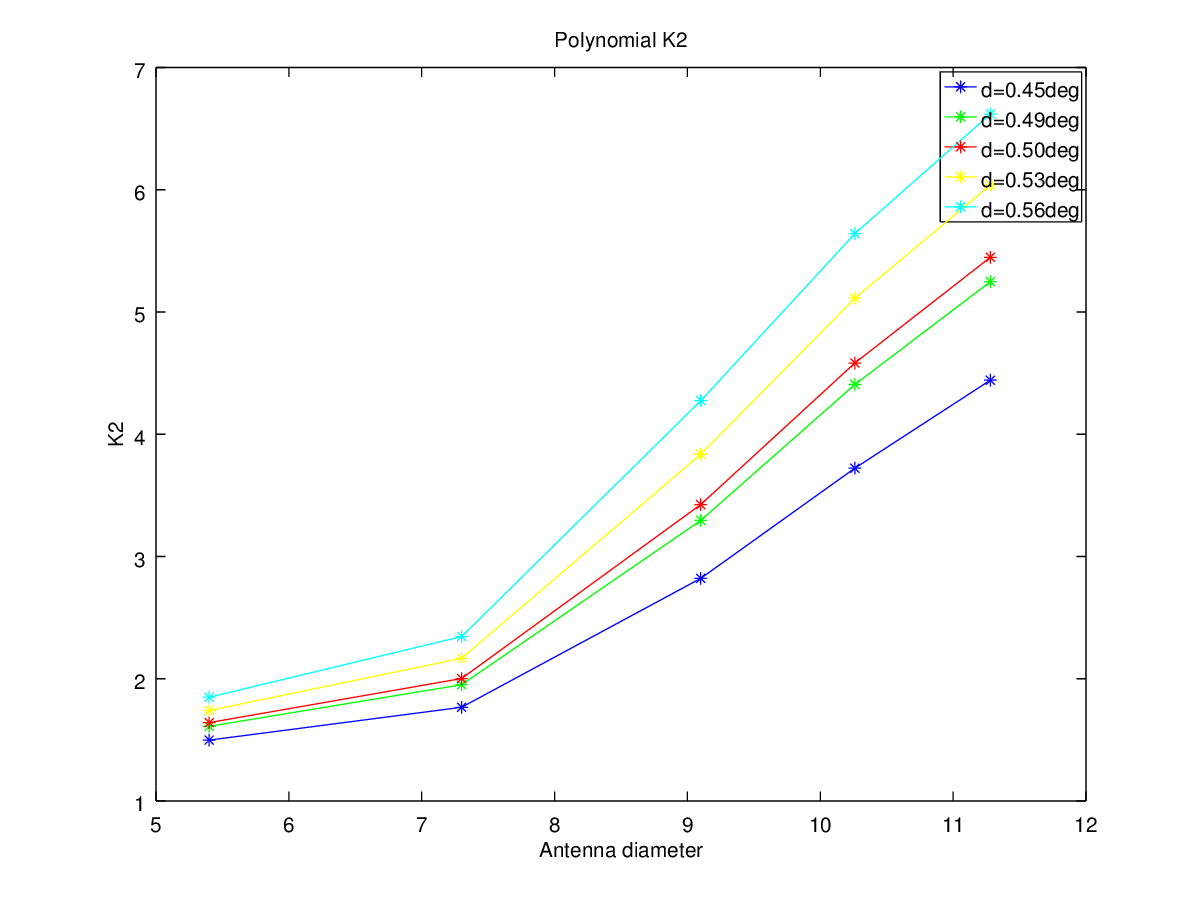 Polynomial K2
7
6
5
4
3
2
1
K2
d=0.45deg
d=0.49deg
d=0.50deg
d=0.53deg
d=0.56deg
5 6 7 8 9 10 11 12
Antenna diameter